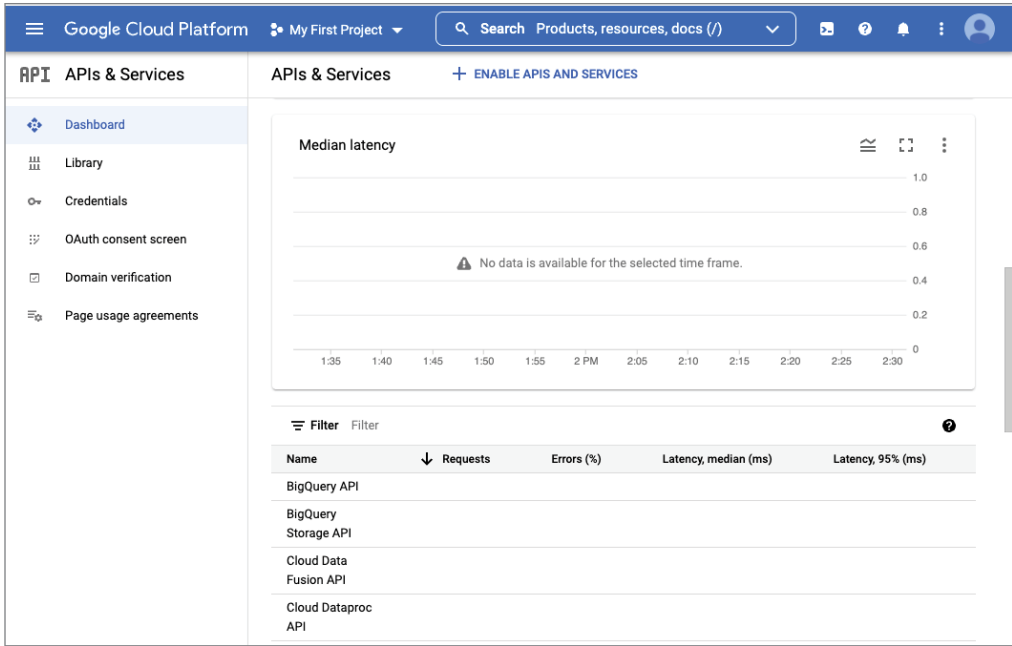 Google Cloud Platform
My First Project
Search Products, resources, docs (/)
API APIs & Services
APIs & Services
+ ENABLE APIS AND SERVICES
Dashboard
Library
Credentials
OAuth consent screen
Domain verification
Page usage agreements
Median latency
1.0
0.8
0.6
No data is available for the selected time frame.
0.4
0.2
0
1:35 1:40 1:45 1:50 1:55 2 PM 2:05 2:10 2:15 2:20 2:25 2:30
Filter Filter
Name Requests Errors (%) Latency, median (ms) Latency, 95% (ms)
BigQuery API
BigQuery
Storage API
Cloud Data
Fusion API
Cloud Dataproc
API